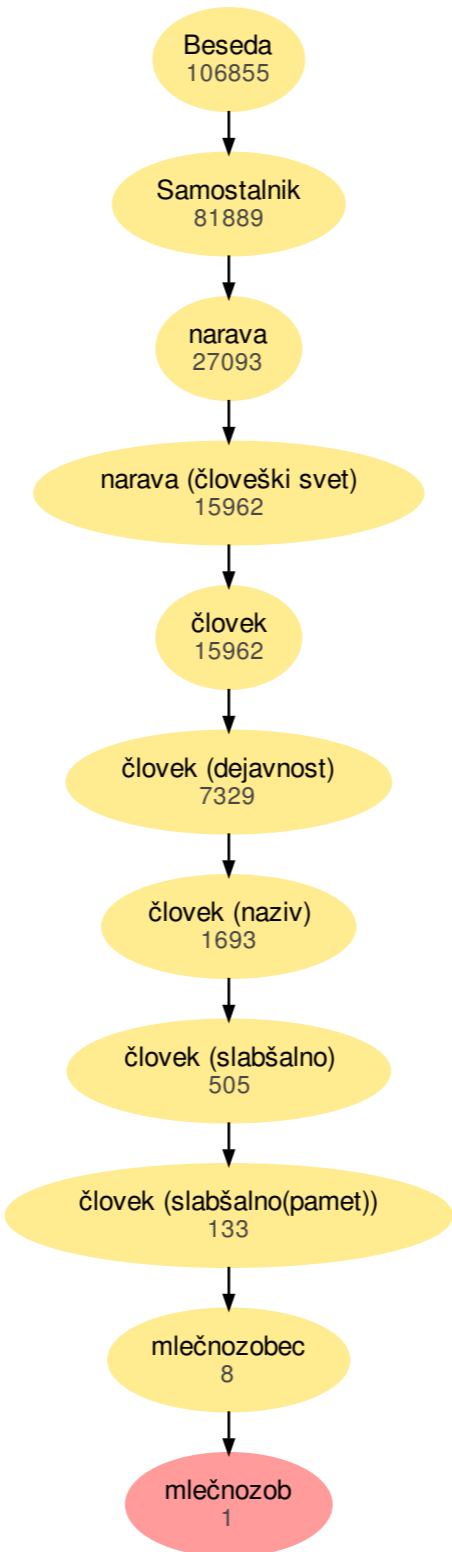 Beseda
106855
Samostalnik
81889
narava
27093
narava (človeški svet)
15962
človek
15962
človek (dejavnost)
7329
človek (naziv)
1693
človek (slabšalno)
505
človek (slabšalno(pamet))
133
mlečnozobec
8
mlečnozob
1